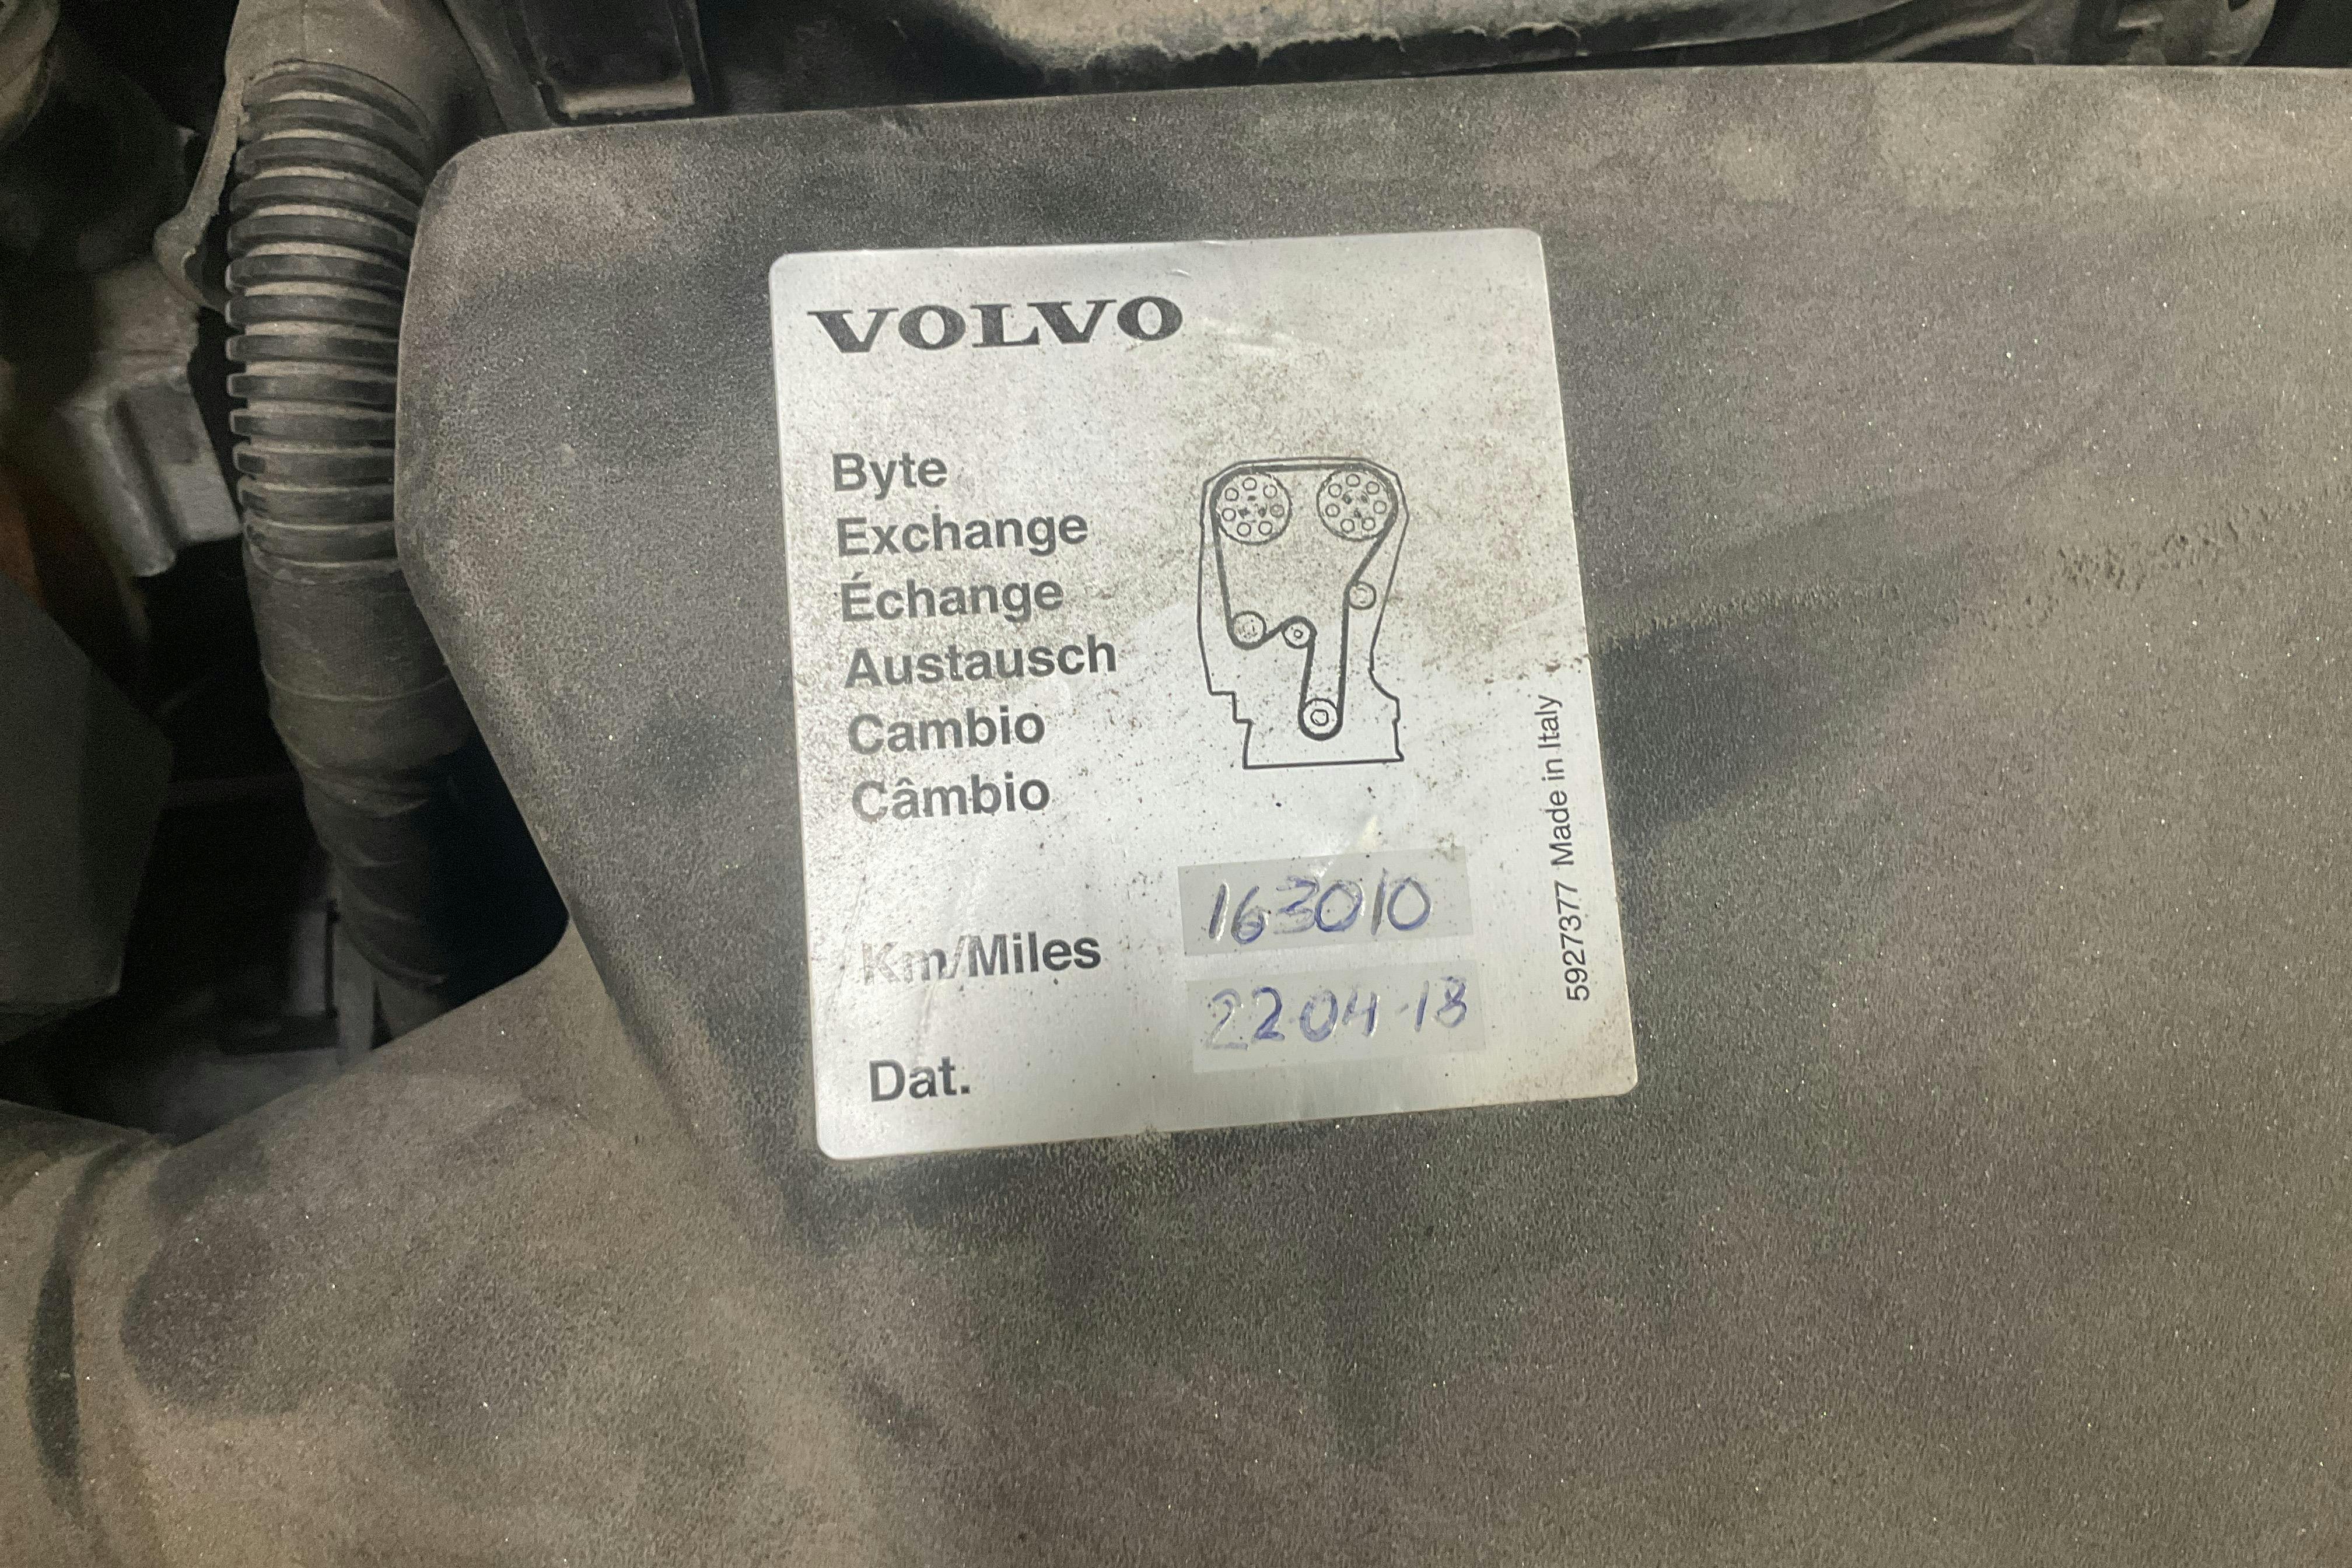 VOLVO
Byte
Exchange
Échange
Austausch
Cambio
Câmbio
Km/Miles
163010
22-04-18
Dat.
5927377 Made in Italy